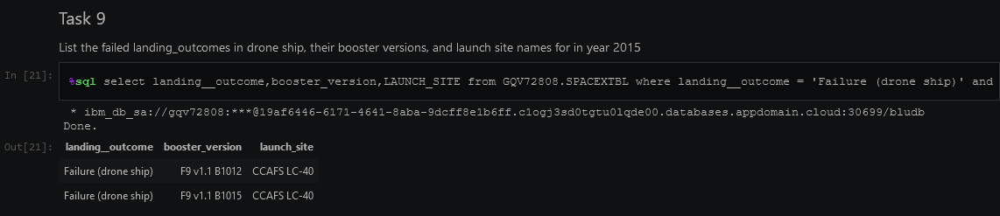 Task 9
List the failed landing_outcomes in drone ship, their booster versions, and launch site names for in year 2015
In [21]: %sql select landing__outcome,booster_version,LAUNCH_SITE from GQV72808.SPACEXTBL where landing__outcome = 'Failure (drone ship)' and
* ibm_db_sa://gqv72808:***@19af6446-6171-4641-8aba-9dcff8e1b6ff.c1ogj3sd0tgtu0lqde00.databases.appdomain.cloud:30699/bludb
Done.
Out[21]: landing__outcome booster_version launch_site
Failure (drone ship) F9 v1.1 B1012 CCAFS LC-40
Failure (drone ship) F9 v1.1 B1015 CCAFS LC-40